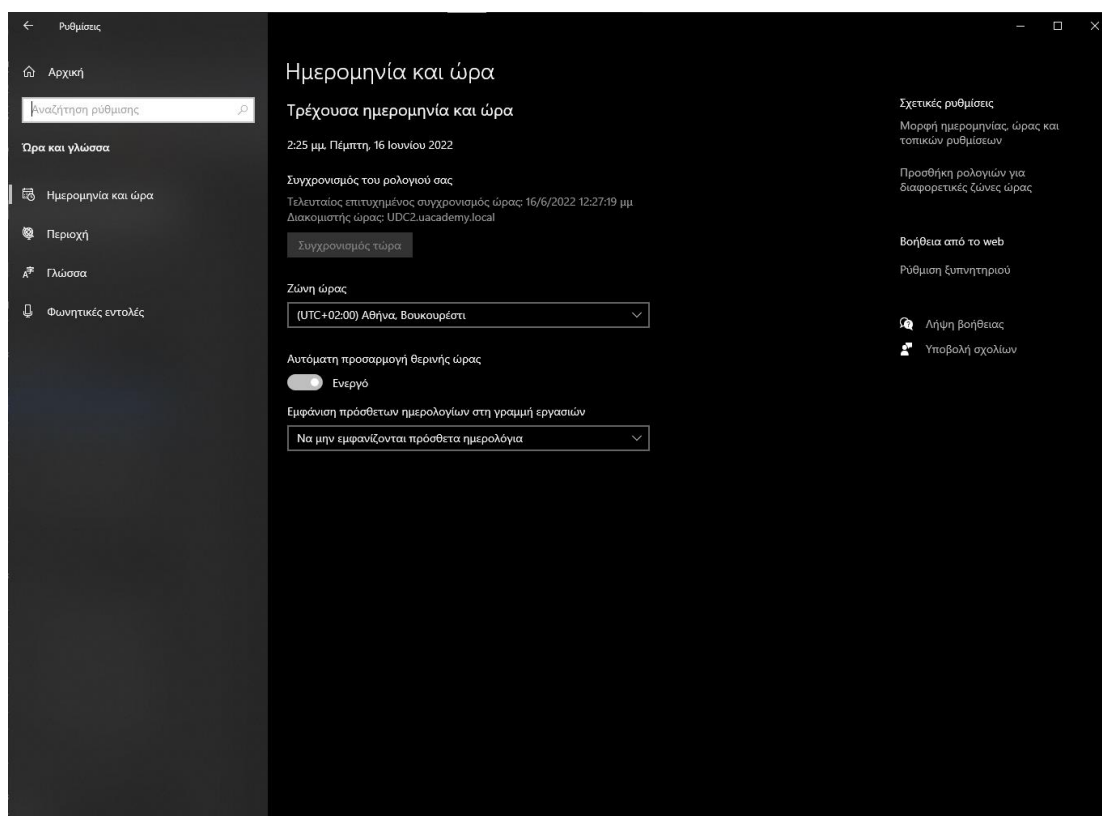 Ρυθμίσεις
Αρχική
Αναζήτηση ρύθμισης
Ώρα και γλώσσα
Ημερομηνία και ώρα
Περιοχή
Γλώσσα
Φωνητικές εντολές
Ημερομηνία και ώρα
Τρέχουσα ημερομηνία και ώρα
2:25 μμ, Πέμπτη, 16 Ιουνίου 2022
Συγχρονισμός του ρολογιού σας
Τελευταίος επιτυχημένος συγχρονισμός ώρας: 16/6/2022 12:27:19 μμ
Διακομιστής ώρας: UDC2.uacademy.local
Συγχρονισμός τώρα
Ζώνη ώρας
(UTC+02:00) Αθήνα, Βουκουρέστι
Αυτόματη προσαρμογή θερινής ώρας
Ενεργό
Εμφάνιση πρόσθετων ημερολογίων στη γραμμή εργασιών
Να μην εμφανίζονται πρόσθετα ημερολόγια
Σχετικές ρυθμίσεις
Μορφή ημερομηνίας, ώρας και
τοπικών ρυθμίσεων
Προσθήκη ρολογιών για
διαφορετικές ζώνες ώρας
Βοήθεια από το web
Ρύθμιση ξυπνητηριού
Λήψη βοήθειας
Υποβολή σχολίων